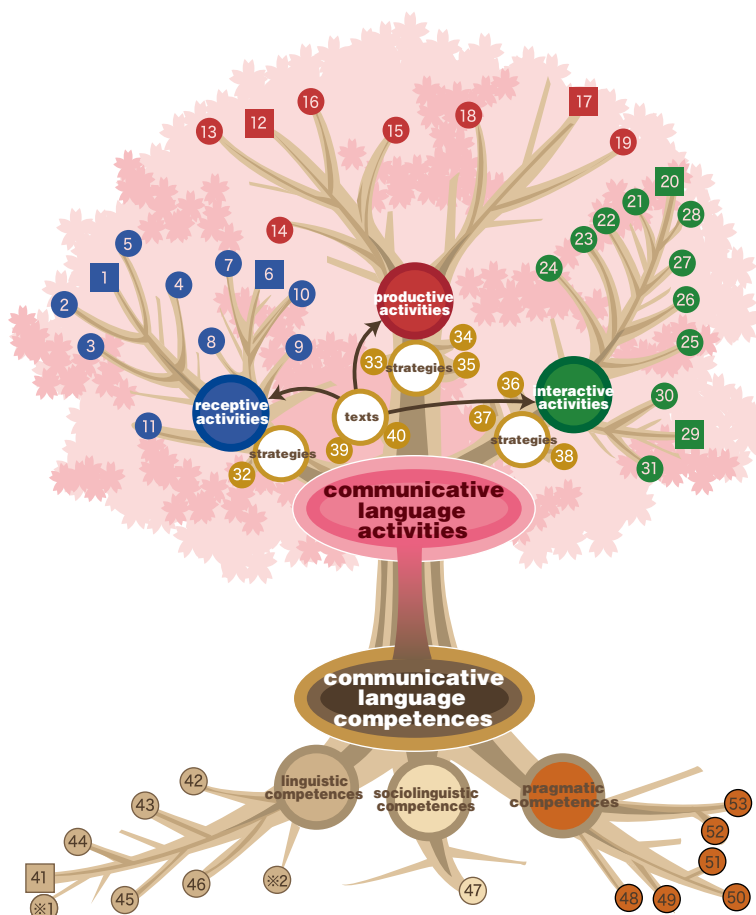 16
17
12
18
13
15
19
20
21
28
14
22
5
23
7
6
24
27
1
4
10
26
2
productive
activities
34
25
3
8
9
33
strategies
35
36
interactive
activities
30
receptive
activities
texts
37
11
40
29
strategies
39
strategies
38
32
31
communicative
language
activities
communicative
language
competences
42
linguistic
competences
sociolinguistic
competences
pragmatic
competences
43
53
52
44
51
41
46
※2
47
※1
45
48
49
50